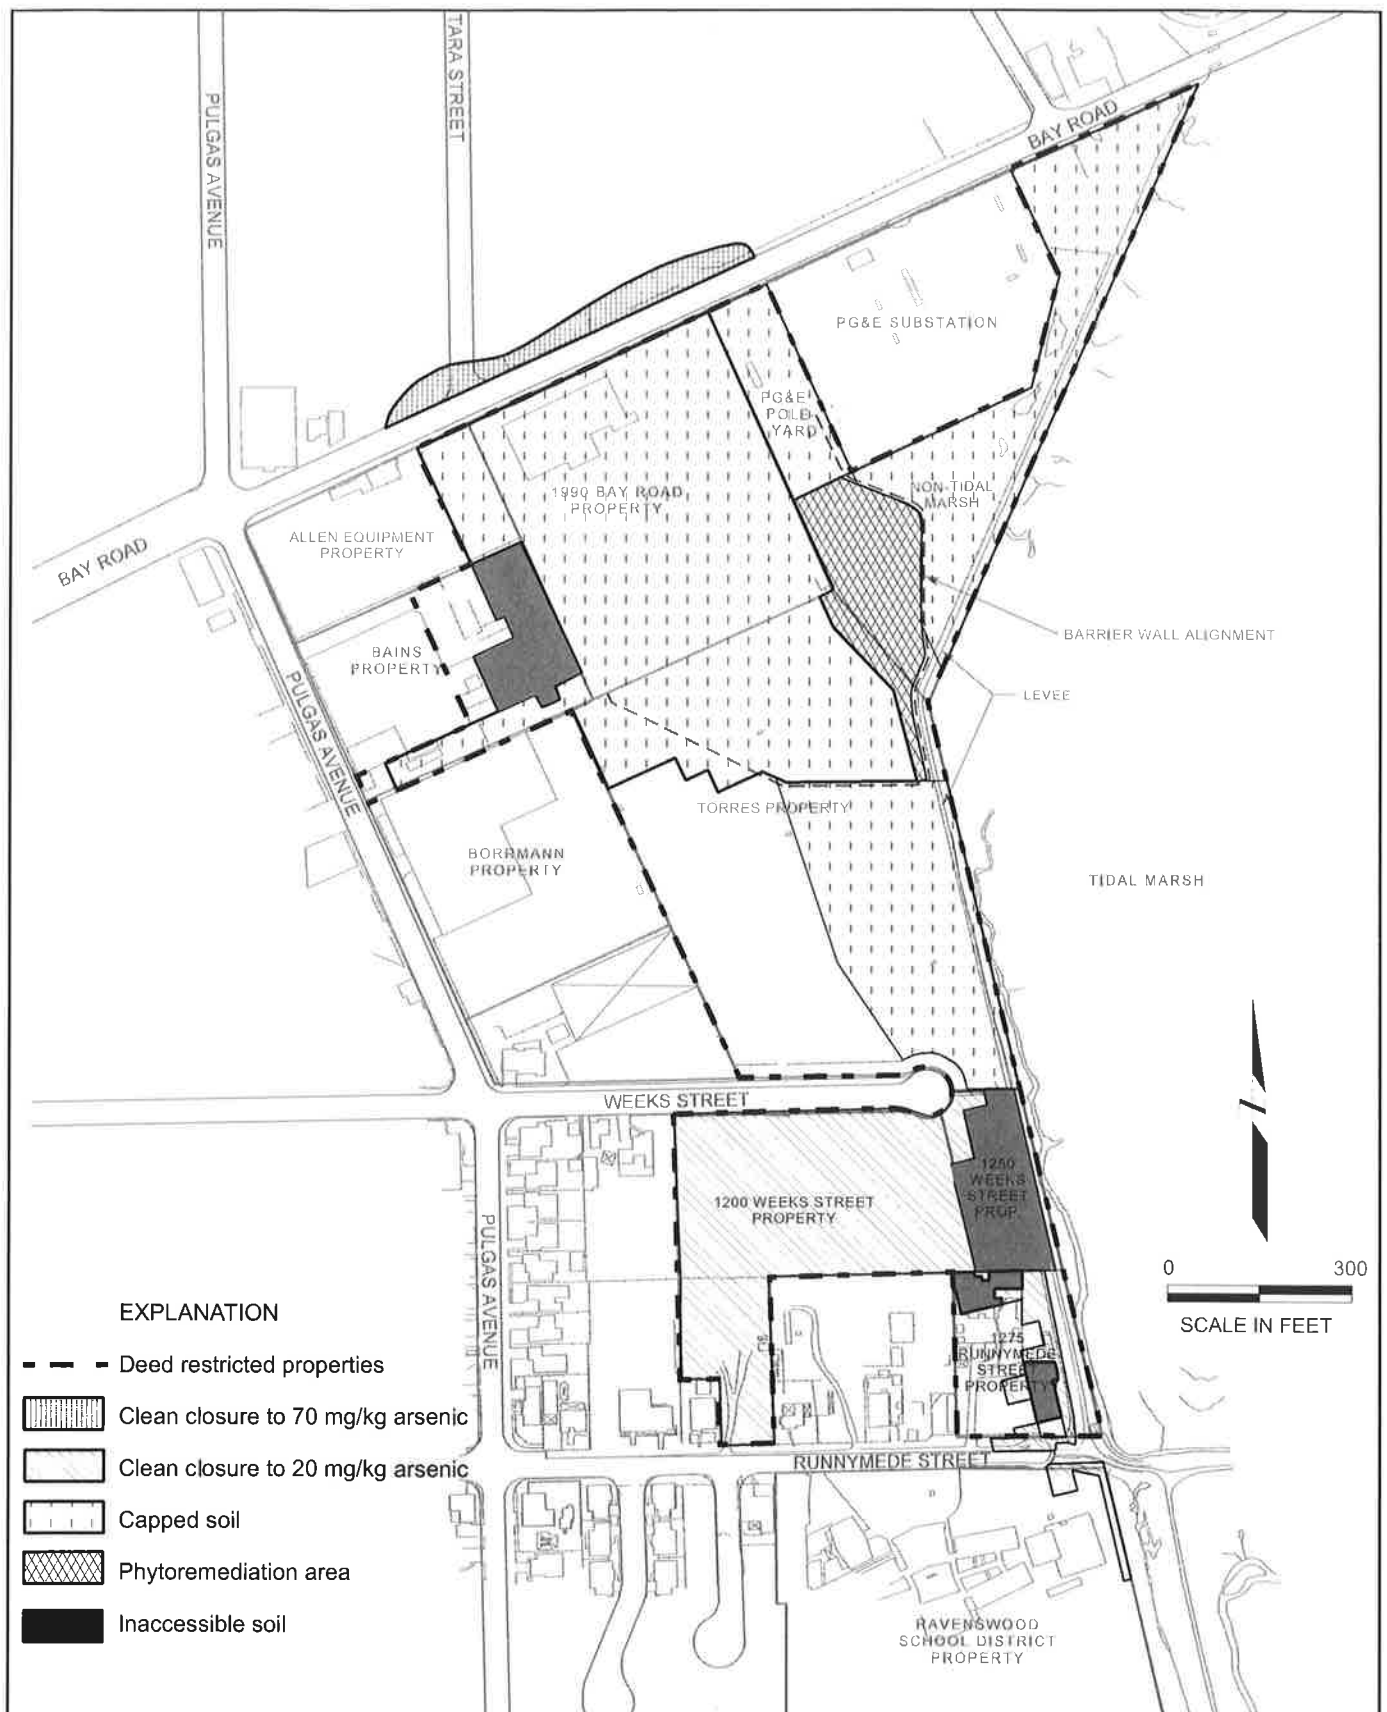 TARA STREET
PULGAS AVENUE
BAY ROAD
PG&E SUBSTATION
PG&E
POLE
YARD
NON-TIDAL
MARSH
1990 BAY ROAD
PROPERTY
ALLEN EQUIPMENT
PROPERTY
BAY ROAD
BARRIER WALL ALIGNMENT
BAINS
PROPERTY
LEVEE
PULGAS AVENUE
TORRES PROPERTY
BORRMANN
PROPERTY
TIDAL MARSH
WEEKS STREET
1250
WEEKS
STREET
PROP.
1200 WEEKS STREET
PROPERTY
PULGAS AVENUE
0 300
SCALE IN FEET
1275
RUNNYMEDE
STREET
PROPERTY
RUNNYMEDE STREET
RAVENSWOOD
SCHOOL DISTRICT
PROPERTY
EXPLANATION
Deed restricted properties
Clean closure to 70 mg/kg arsenic
Clean closure to 20 mg/kg arsenic
Capped soil
Phytoremediation area
Inaccessible soil